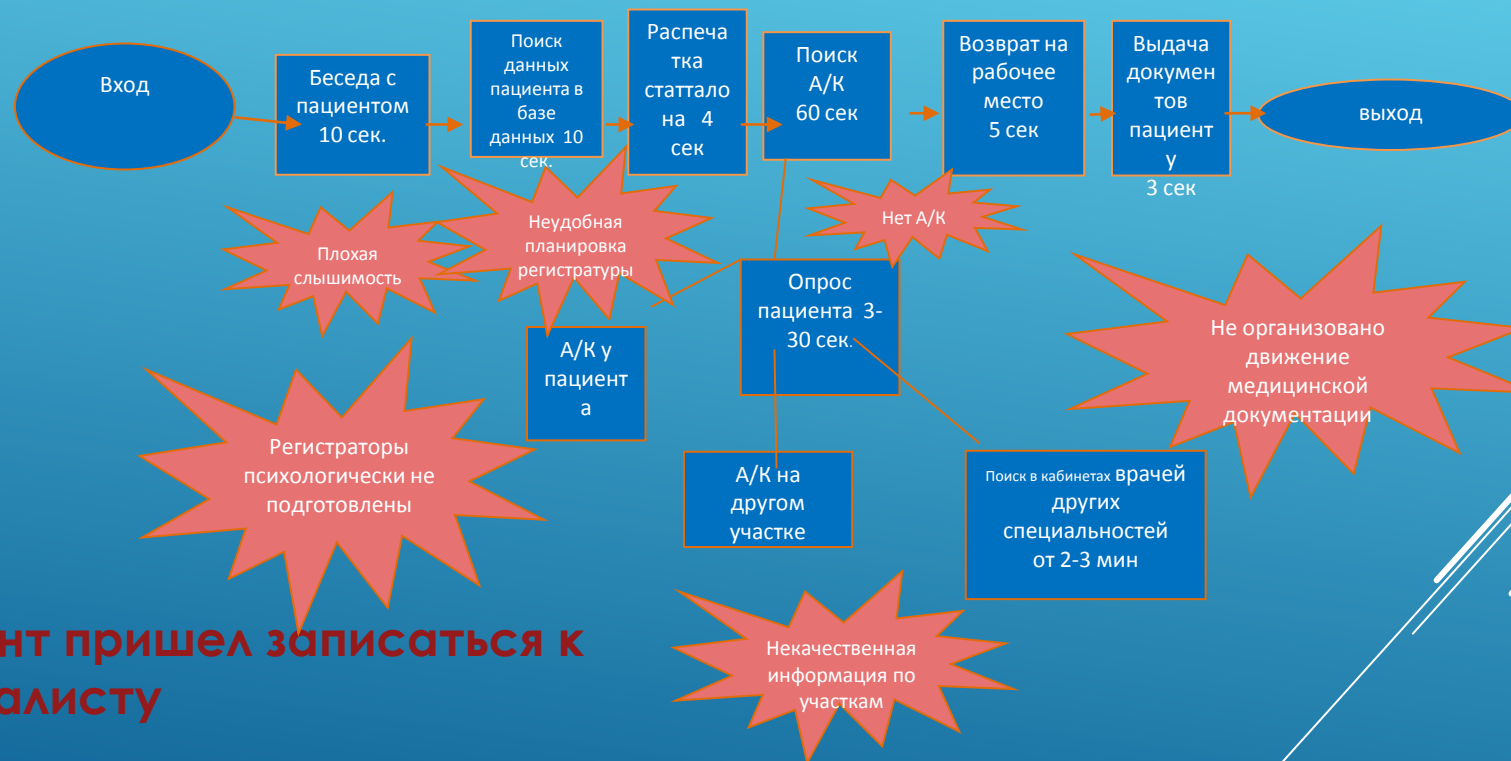 Вход
Беседа с
пациентом
10 сек.
Поиск
данных
пациента в
базе
данных 10
сек.
Распеча
тка
статтало
на 4
сек
Поиск
А/К
60 сек
Возврат на
рабочее
место
5 сек
Выдача
докумен
тов
пациент
у
3 сек
выход
Плохая
слышимость
Неудобная
планировка
регистратуры
Нет А/К
Опрос
пациента 3-
30 сек.
А/К у
пациент
а
Не организовано
движение
медицинской
документации
Регистраторы
психологически не
подготовлены
А/К на
другом
участке
Поиск в кабинетах врачей
других
специальностей
от 2-3 мин
Некачественная
информация по
участкам
нт пришел записаться к
алисту